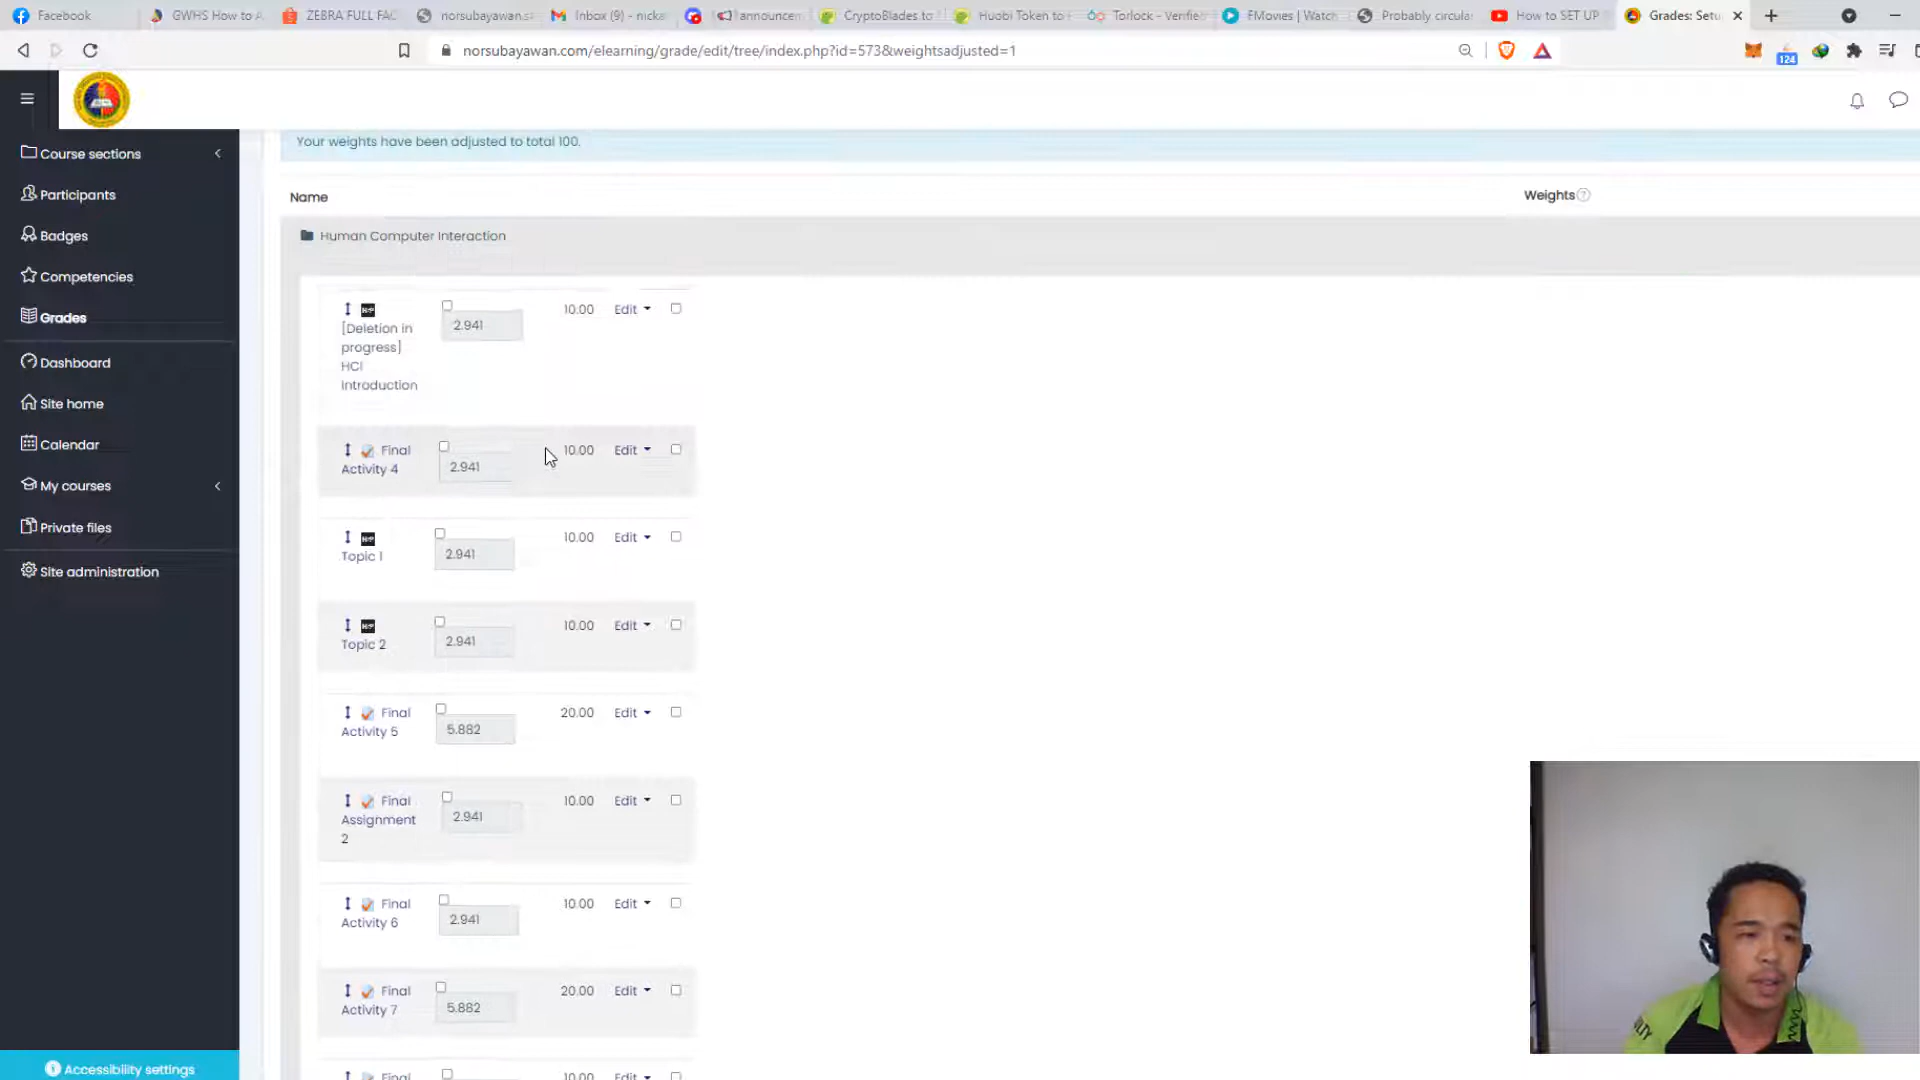 Facebook
GWHS How to A
ZEBRA FULL FAC
norsubayawan.s
Inbox (9) - nicka
announcem
CryptoBlades to
Huobi Token to
Torlock - Verifie
FMovies | Watch
Probably circula
How to SET UP
Grades: Setu
norsubayawan.com/elearning/grade/edit/tree/index.php?id=573&weightsadjusted=1
124
Course sections
Participants
Badges
Competencies
Grades
Dashboard
Site home
Calendar
My courses
Private files
Site administration
Accessibility settings
Your weights have been adjusted to total 100.
Name
Weights
Human Computer Interaction
[Deletion in
progress]
HCI
Introduction
2.941
10.00
Edit
Final
Activity 4
2.941
10.00
Edit
Topic 1
2.941
10.00
Edit
Topic 2
2.941
10.00
Edit
Final
Activity 5
5.882
20.00
Edit
Final
Assignment
2
2.941
10.00
Edit
Final
Activity 6
2.941
10.00
Edit
Final
Activity 7
5.882
20.00
Edit
Final
10.00
Edit